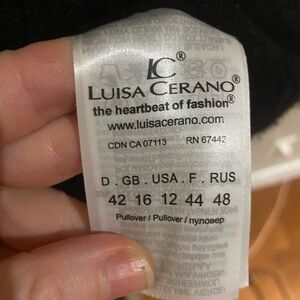 LC®
LUISA CERANO®
the heartbeat of fashion®
www.luisacerano.com
CDN CA 07113 RN 67442
D . GB . USA . F . RUS
42 16 12 44 48
Pullover / Pullover / пуловер